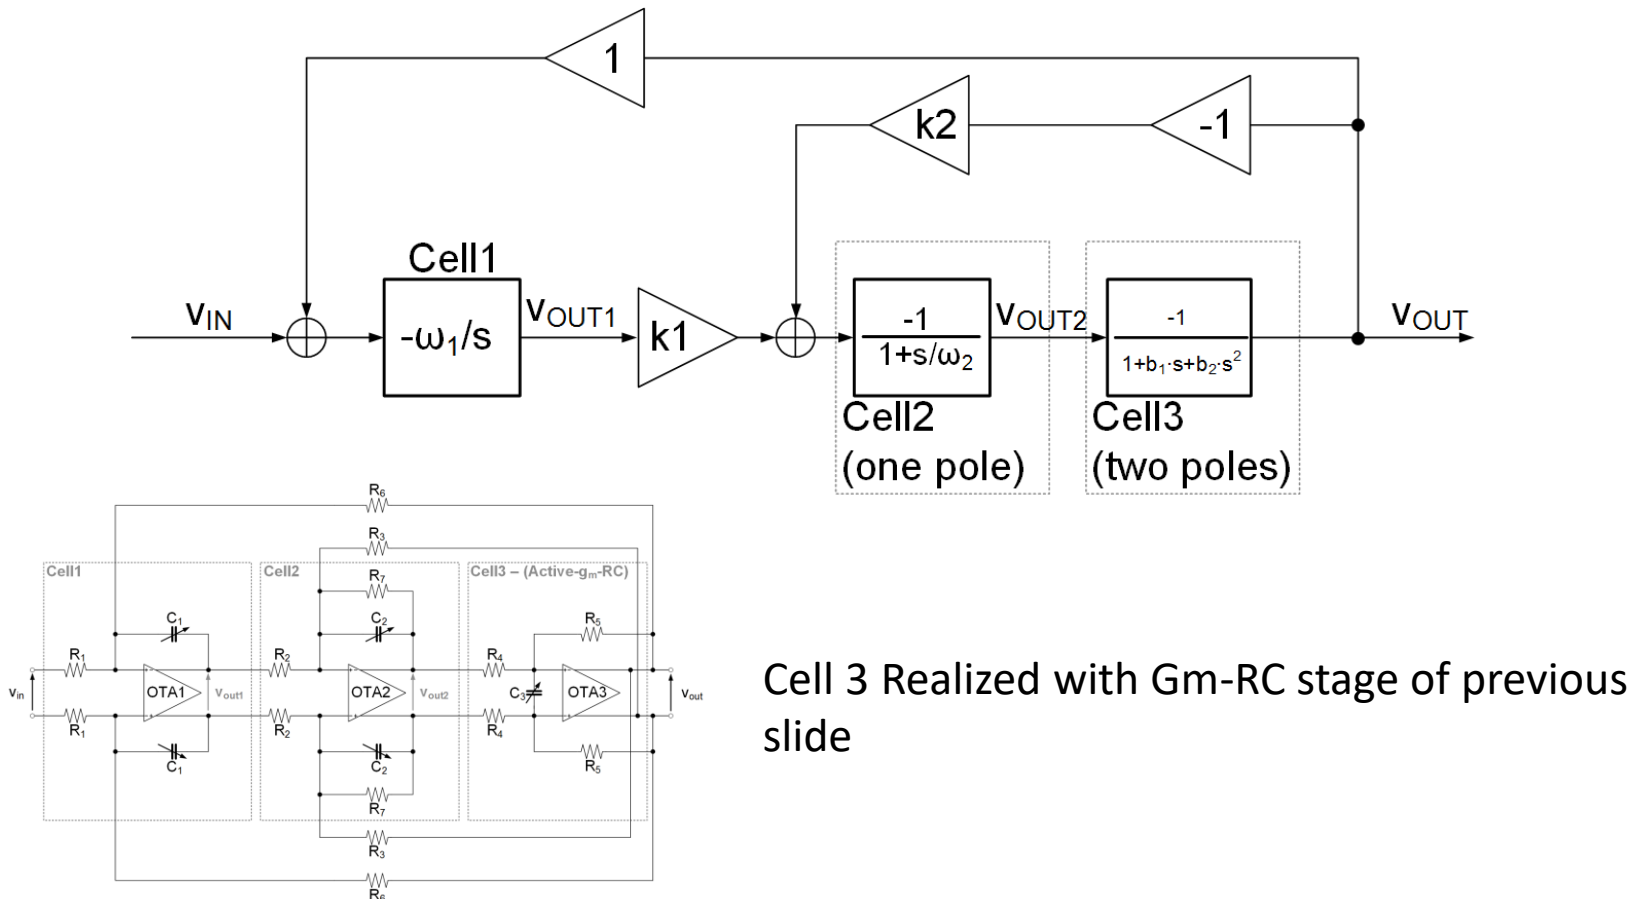 1
k2
-1
Cell1
vIN
-ω₁/s
vOUT1
k1
-1
1+s/ω₂
vOUT2
-1
1+b₁·s+b₂·s²
vOUT
Cell2
(one pole)
Cell3
(two poles)
R₆
R₃
Cell1
Cell2
Cell3 – (Active-gₘ-RC)
R₇
C₁
C₂
R₅
R₁
R₂
R₄
vin
OTA1
vout1
OTA2
vout2
C₃
OTA3
vout
R₁
R₂
R₄
C₁
C₂
R₅
R₇
R₃
R₆
Cell 3 Realized with Gm-RC stage of previous
slide